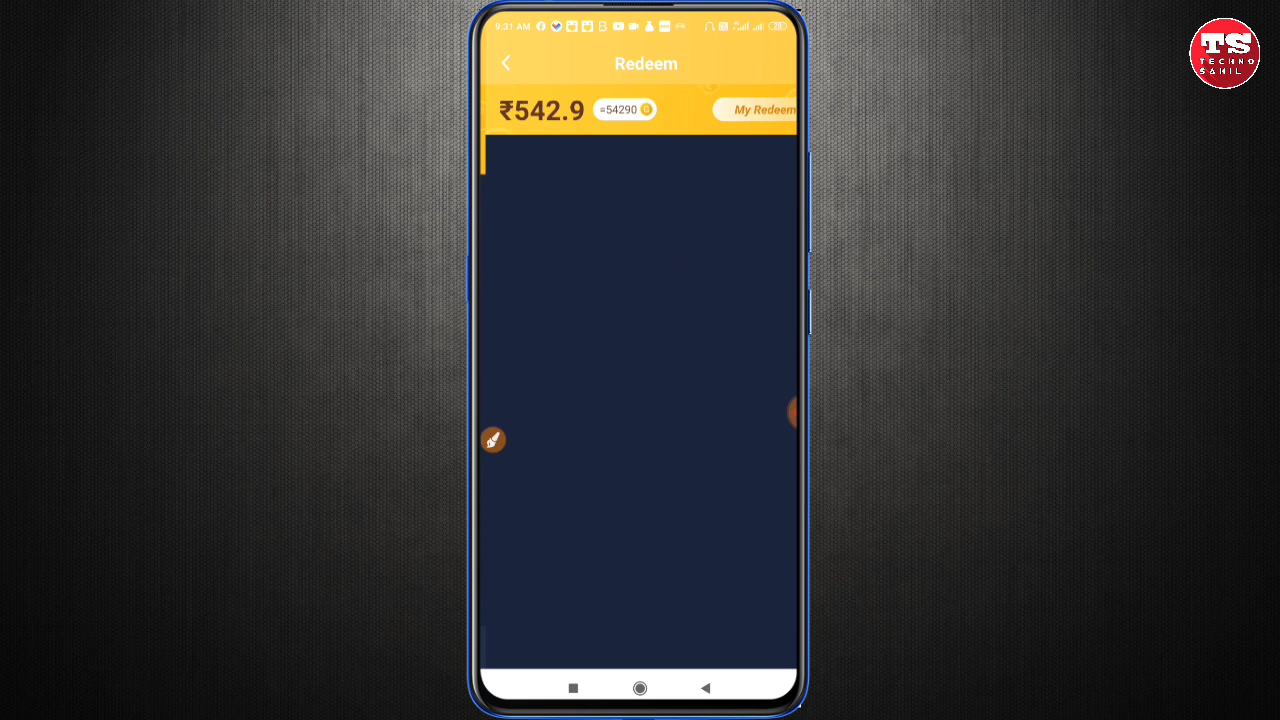 9:31 AM
Redeem
₹542.9
=54290
My Redeem
TS
TECHNO
SAHIL